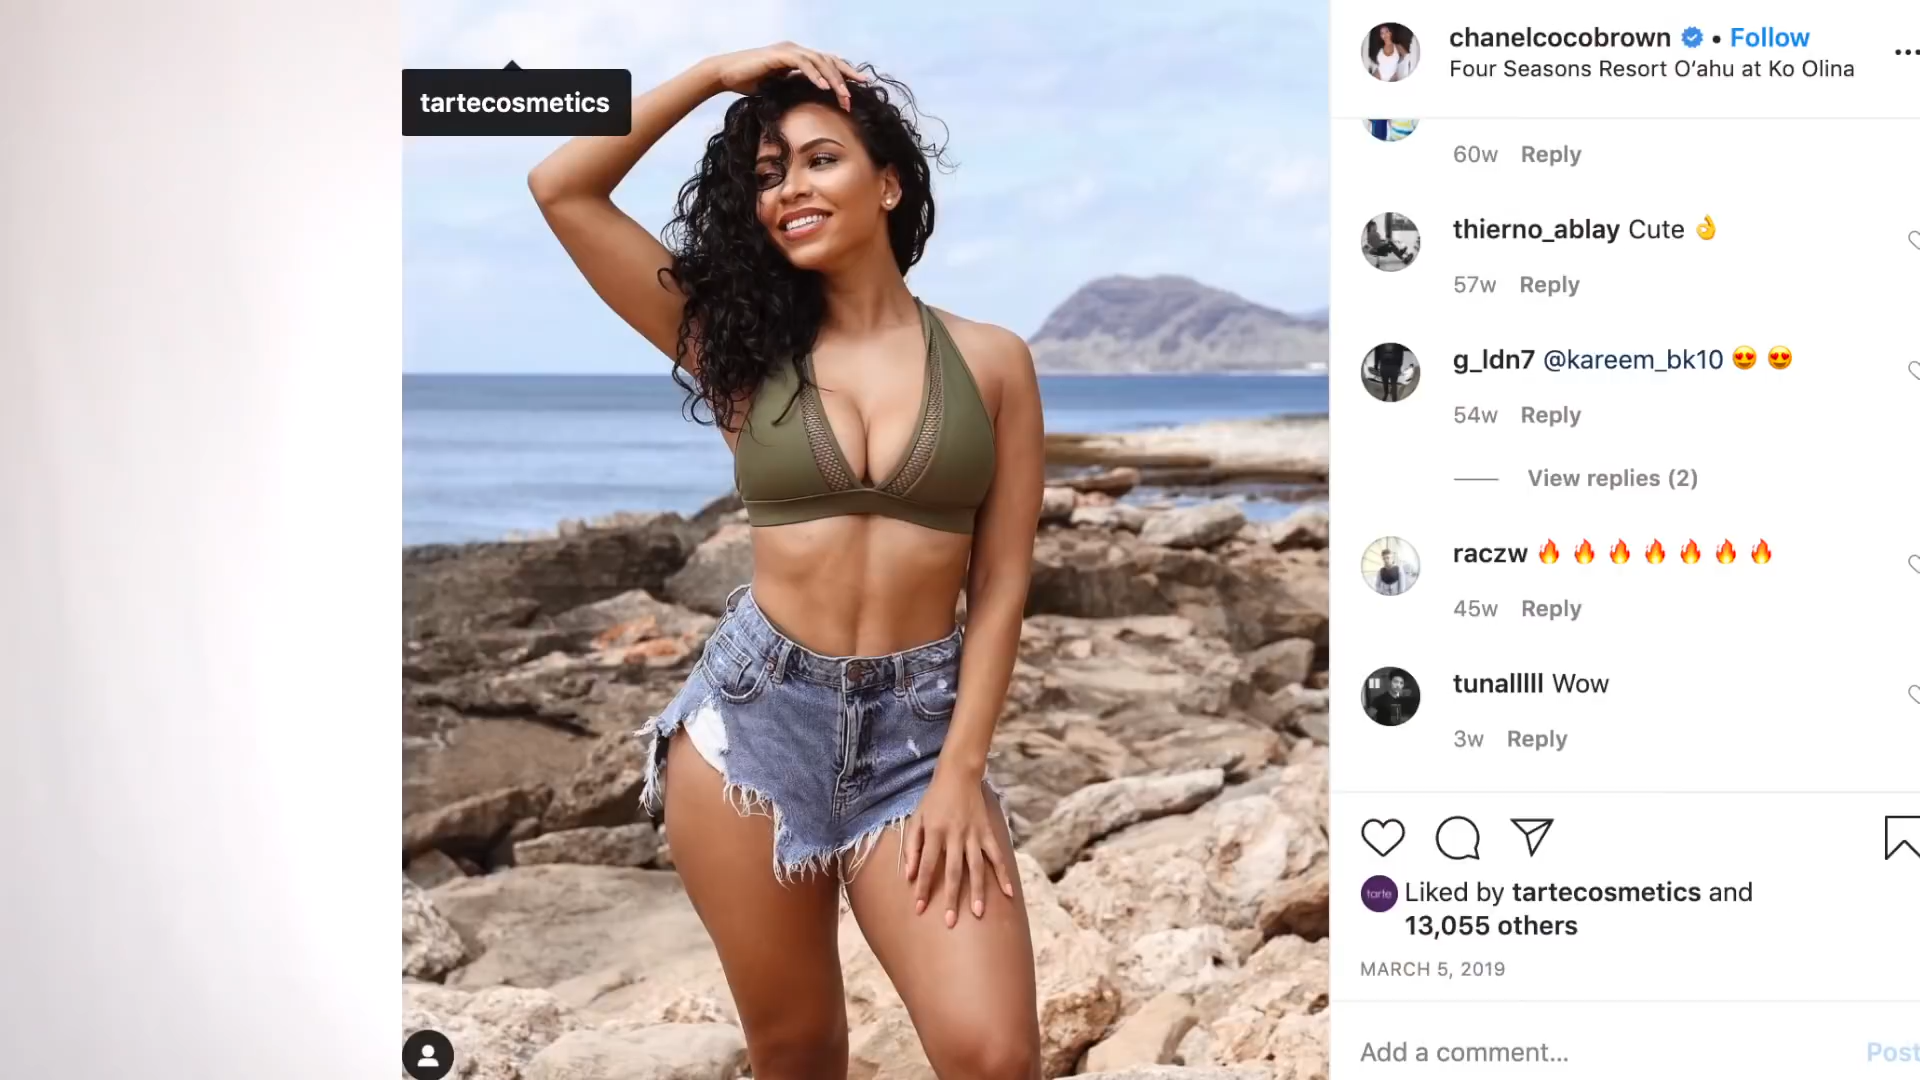 tartecosmetics
chanelcocobrown • Follow
Four Seasons Resort O‘ahu at Ko Olina
60w Reply
thierno_ablay Cute 👌
57w Reply
g_ldn7 @kareem_bk10 😍 😍
54w Reply
View replies (2)
raczw 🔥 🔥 🔥 🔥 🔥 🔥 🔥
45w Reply
tunalllll Wow
3w Reply
tarte
Liked by tartecosmetics and
13,055 others
MARCH 5, 2019
Add a comment... Post